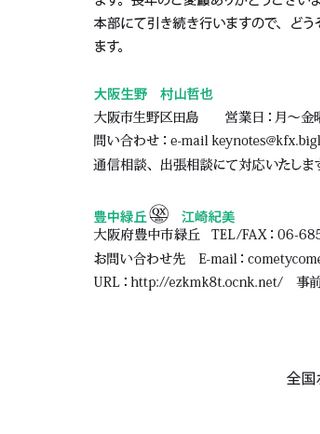 ます。長年のご愛顧ありがとうございま
本部にて引き続き行いますので、どうぞ
ます。
大阪生野　村山哲也
大阪市生野区田島　　営業日：月～金曜
問い合わせ：e-mail keynotes@kfx.bigl
通信相談、出張相談にて対応いたします
豊中緑丘 QX 江崎紀美
大阪府豊中市緑丘　TEL/FAX：06-685
お問い合わせ先　E-mail：cometycome
URL：http://ezkmk8t.ocnk.net/　事前
全国